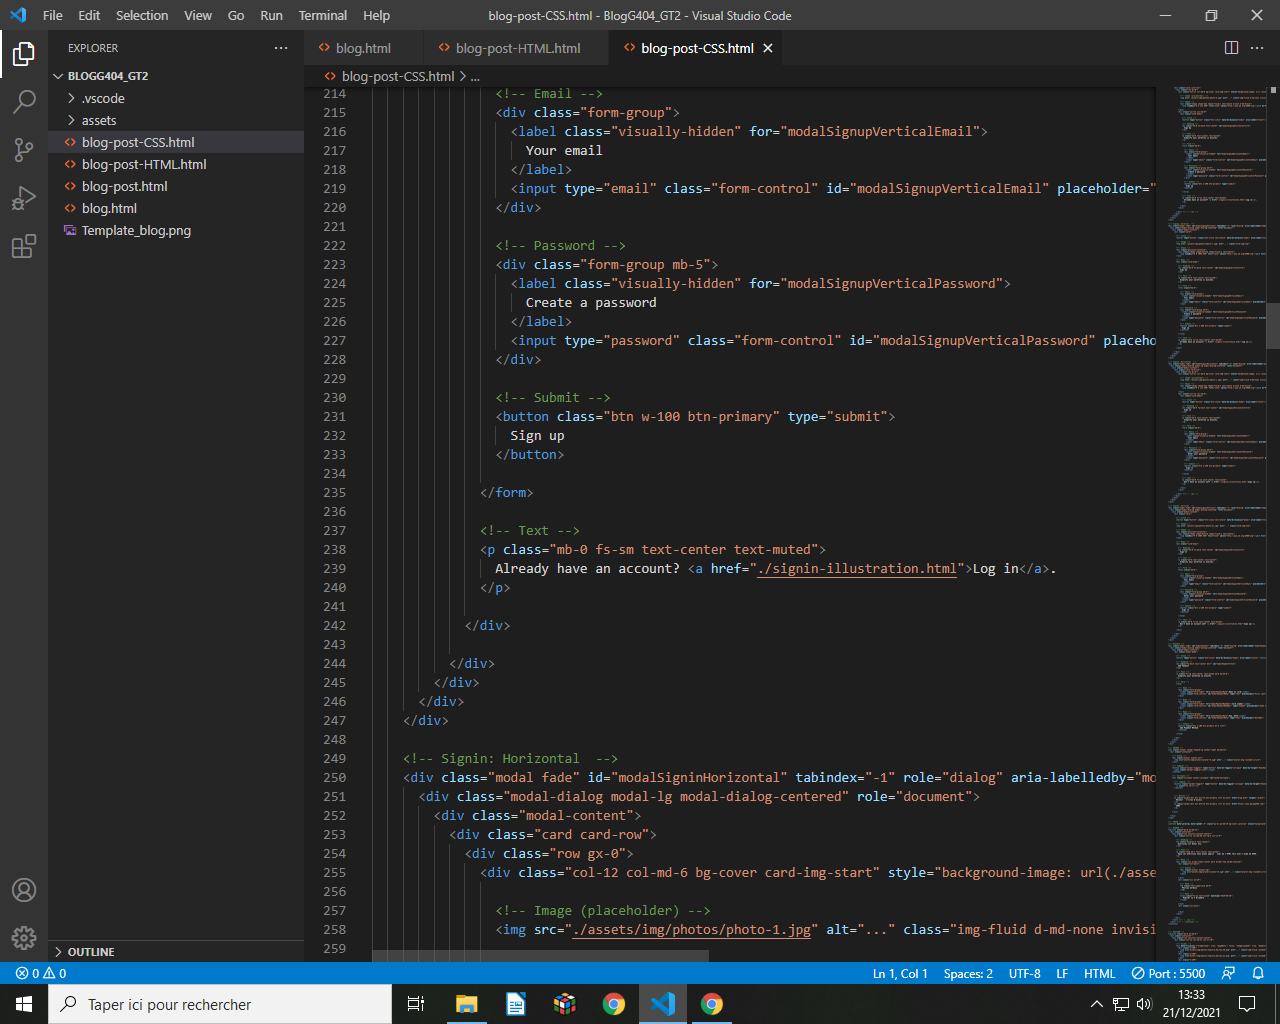 File Edit Selection View Go Run Terminal Help
blog-post-CSS.html - BlogG404_GT2 - Visual Studio Code
EXPLORER
BLOGG404_GT2
.vscode
assets
blog-post-CSS.html
blog-post-HTML.html
blog-post.html
blog.html
Template_blog.png
OUTLINE
blog.html blog-post-HTML.html blog-post-CSS.html
blog-post-CSS.html > ...
214 <!-- Email -->
215 <div class="form-group">
216 <label class="visually-hidden" for="modalSignupVerticalEmail">
217 Your email
218 </label>
219 <input type="email" class="form-control" id="modalSignupVerticalEmail" placeholder="
220 </div>
221
222 <!-- Password -->
223 <div class="form-group mb-5">
224 <label class="visually-hidden" for="modalSignupVerticalPassword">
225 Create a password
226 </label>
227 <input type="password" class="form-control" id="modalSignupVerticalPassword" placeho
228 </div>
229
230 <!-- Submit -->
231 <button class="btn w-100 btn-primary" type="submit">
232 Sign up
233 </button>
234
235 </form>
236
237 <!-- Text -->
238 <p class="mb-0 fs-sm text-center text-muted">
239 Already have an account? <a href="./signin-illustration.html">Log in</a>.
240 </p>
241
242 </div>
243
244 </div>
245 </div>
246 </div>
247 </div>
248
249 <!-- Signin: Horizontal  -->
250 <div class="modal fade" id="modalSigninHorizontal" tabindex="-1" role="dialog" aria-labelledby="mo
251 <div class="modal-dialog modal-lg modal-dialog-centered" role="document">
252 <div class="modal-content">
253 <div class="card card-row">
254 <div class="row gx-0">
255 <div class="col-12 col-md-6 bg-cover card-img-start" style="background-image: url(./asse
256
257 <!-- Image (placeholder) -->
258 <img src="./assets/img/photos/photo-1.jpg" alt="..." class="img-fluid d-md-none invisi
259
0 0
Ln 1, Col 1 Spaces: 2 UTF-8 LF HTML Port : 5500
Taper ici pour rechercher
13:33
21/12/2021